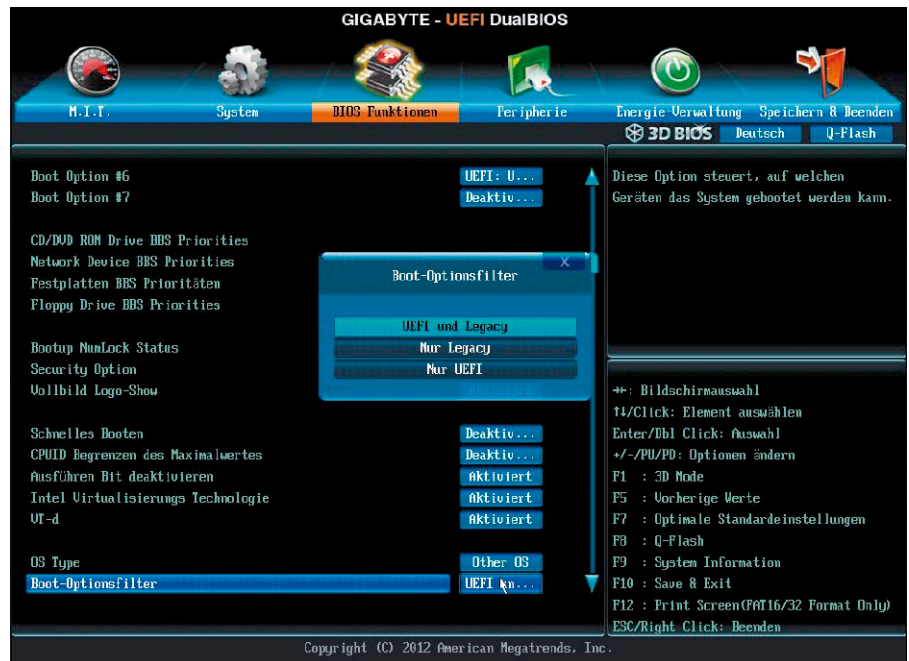 GIGABYTE - UEFI DualBIOS
M.I.T.
System
BIOS Funktionen
Peripherie
Energie-Verwaltung
Speichern & Beenden
3D BIOS
Deutsch
Q-Flash
Boot Option #6 UEFI: U...
Boot Option #7 Deaktiv...
CD/DVD ROM Drive BBS Priorities
Network Device BBS Priorities
Festplatten BBS Prioritäten
Floppy Drive BBS Priorities
Bootup NumLock Status
Security Option
Vollbild Logo-Show
Schnelles Booten Deaktiv...
CPUID Begrenzen des Maximalwertes Deaktiv...
Ausführen Bit deaktivieren Aktiviert
Intel Virtualisierungs Technologie Aktiviert
VT-d Aktiviert
OS Type Other OS
Boot-Optionsfilter UEFI un...
Boot-Optionsfilter
X
UEFI und Legacy
Nur Legacy
Nur UEFI
Diese Option steuert, auf welchen
Geräten das System gebootet werden kann.
→←: Bildschirmauswahl
↑↓/Click: Element auswählen
Enter/Dbl Click: Auswahl
+/-/PU/PD: Optionen ändern
F1 : 3D Mode
F5 : Vorherige Werte
F7 : Optimale Standardeinstellungen
F8 : Q-Flash
F9 : System Information
F10 : Save & Exit
F12 : Print Screen(FAT16/32 Format Only)
ESC/Right Click: Beenden
Copyright (C) 2012 American Megatrends, Inc.